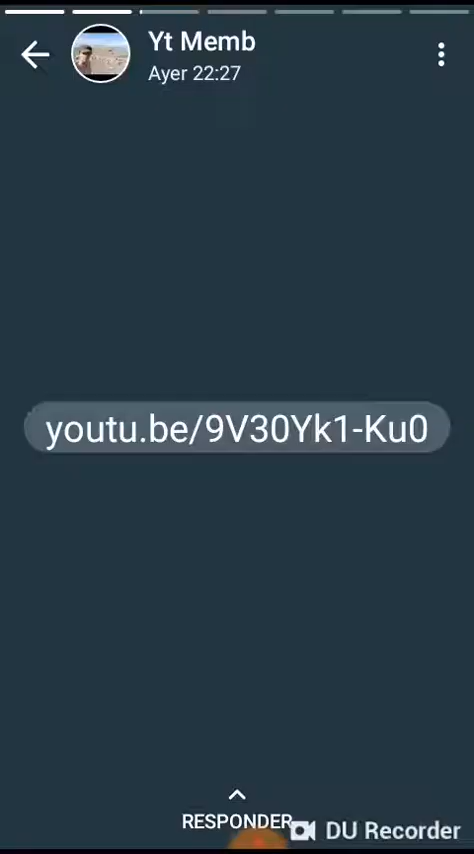 Yt Memb
Ayer 22:27
youtu.be/9V30Yk1-Ku0
RESPONDER
DU Recorder